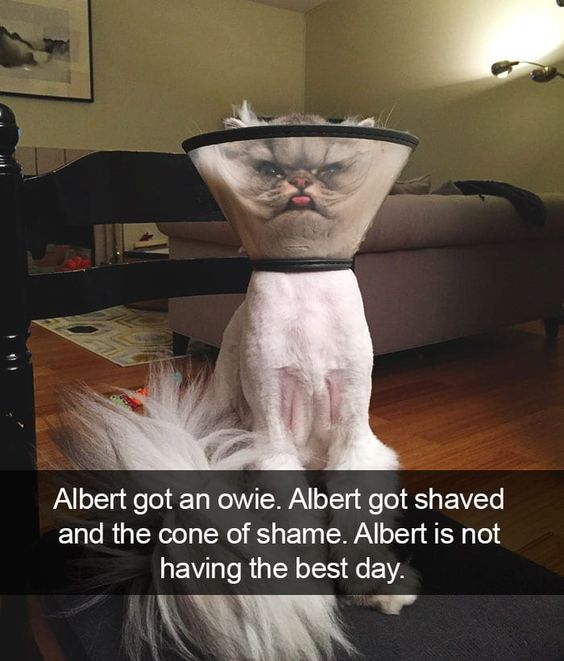 Albert got an owie. Albert got shaved
and the cone of shame. Albert is not
having the best day.